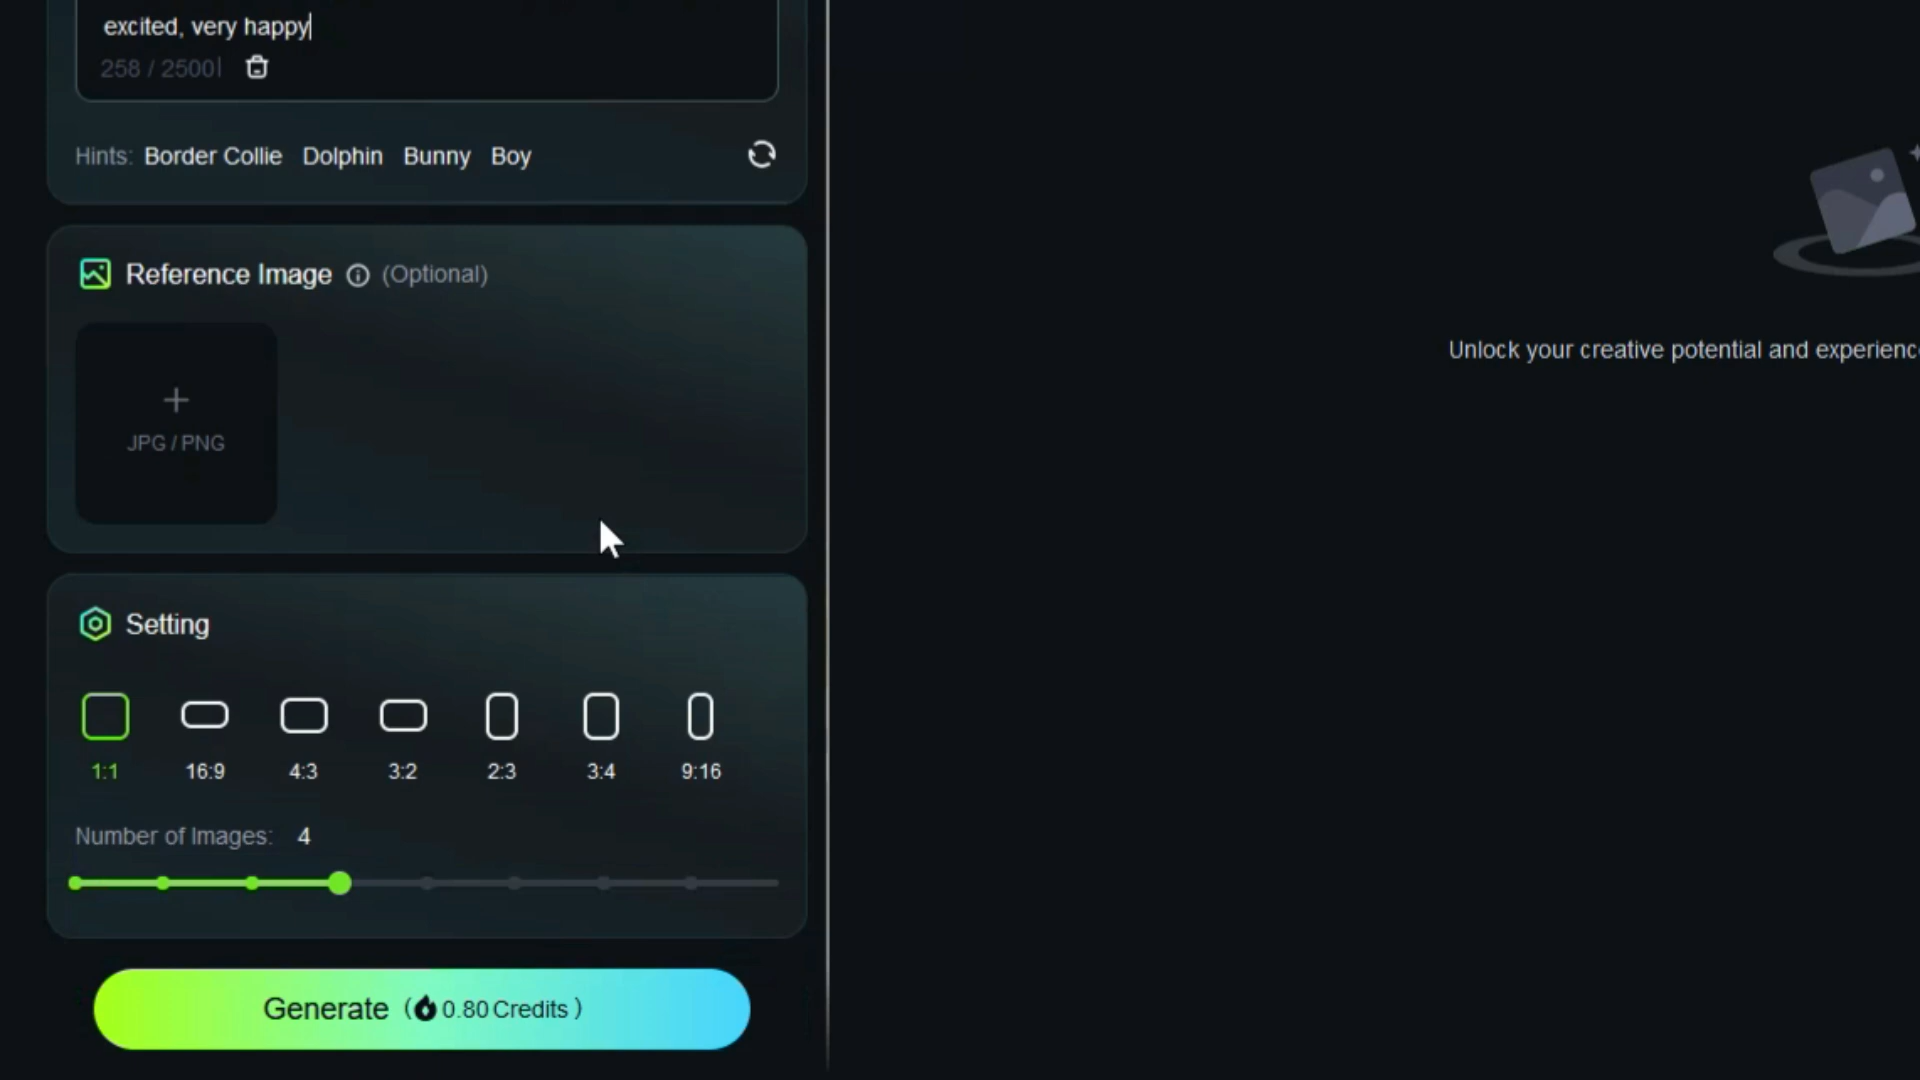 excited, very happy
258 / 2500
Hints: Border Collie Dolphin Bunny Boy
Reference Image (Optional)
JPG / PNG
Unlock your creative potential and experienc
Setting
1:1 16:9 4:3 3:2 2:3 3:4 9:16
Number of Images: 4
Generate ( 0.80 Credits )